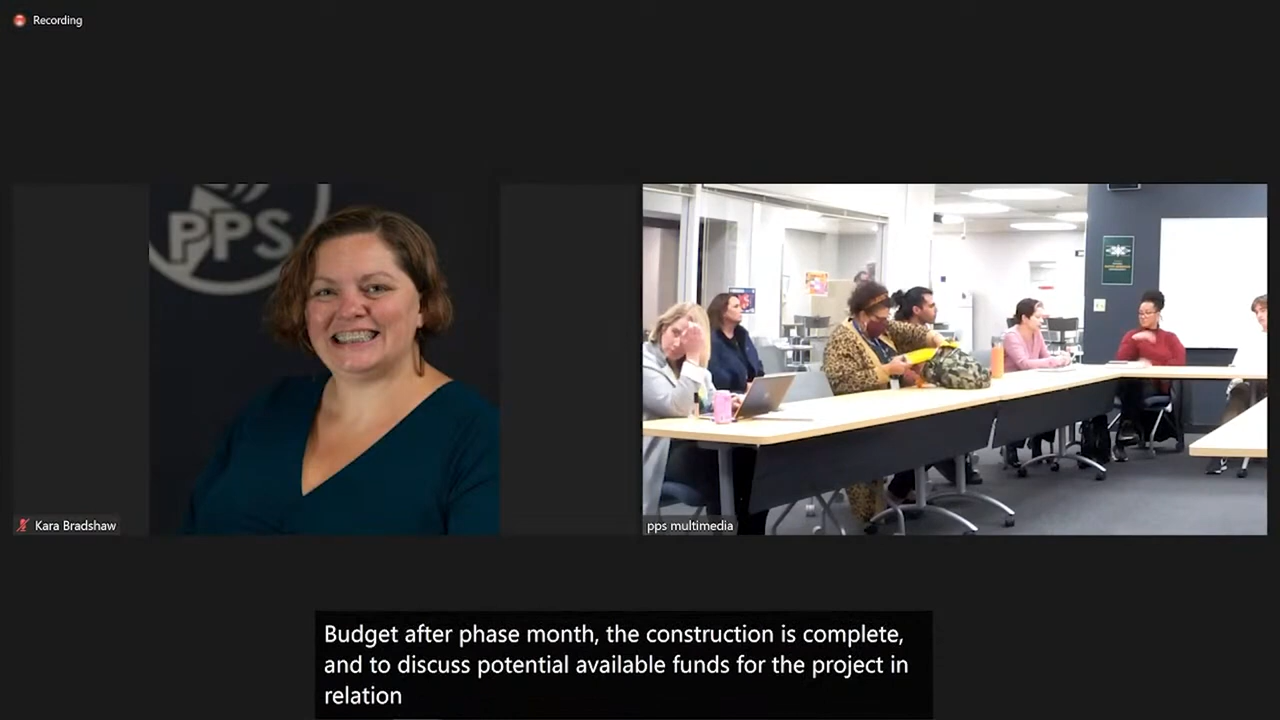 Recording
PPS
Kara Bradshaw
pps multimedia
Budget after phase month, the construction is complete,
and to discuss potential available funds for the project in
relation